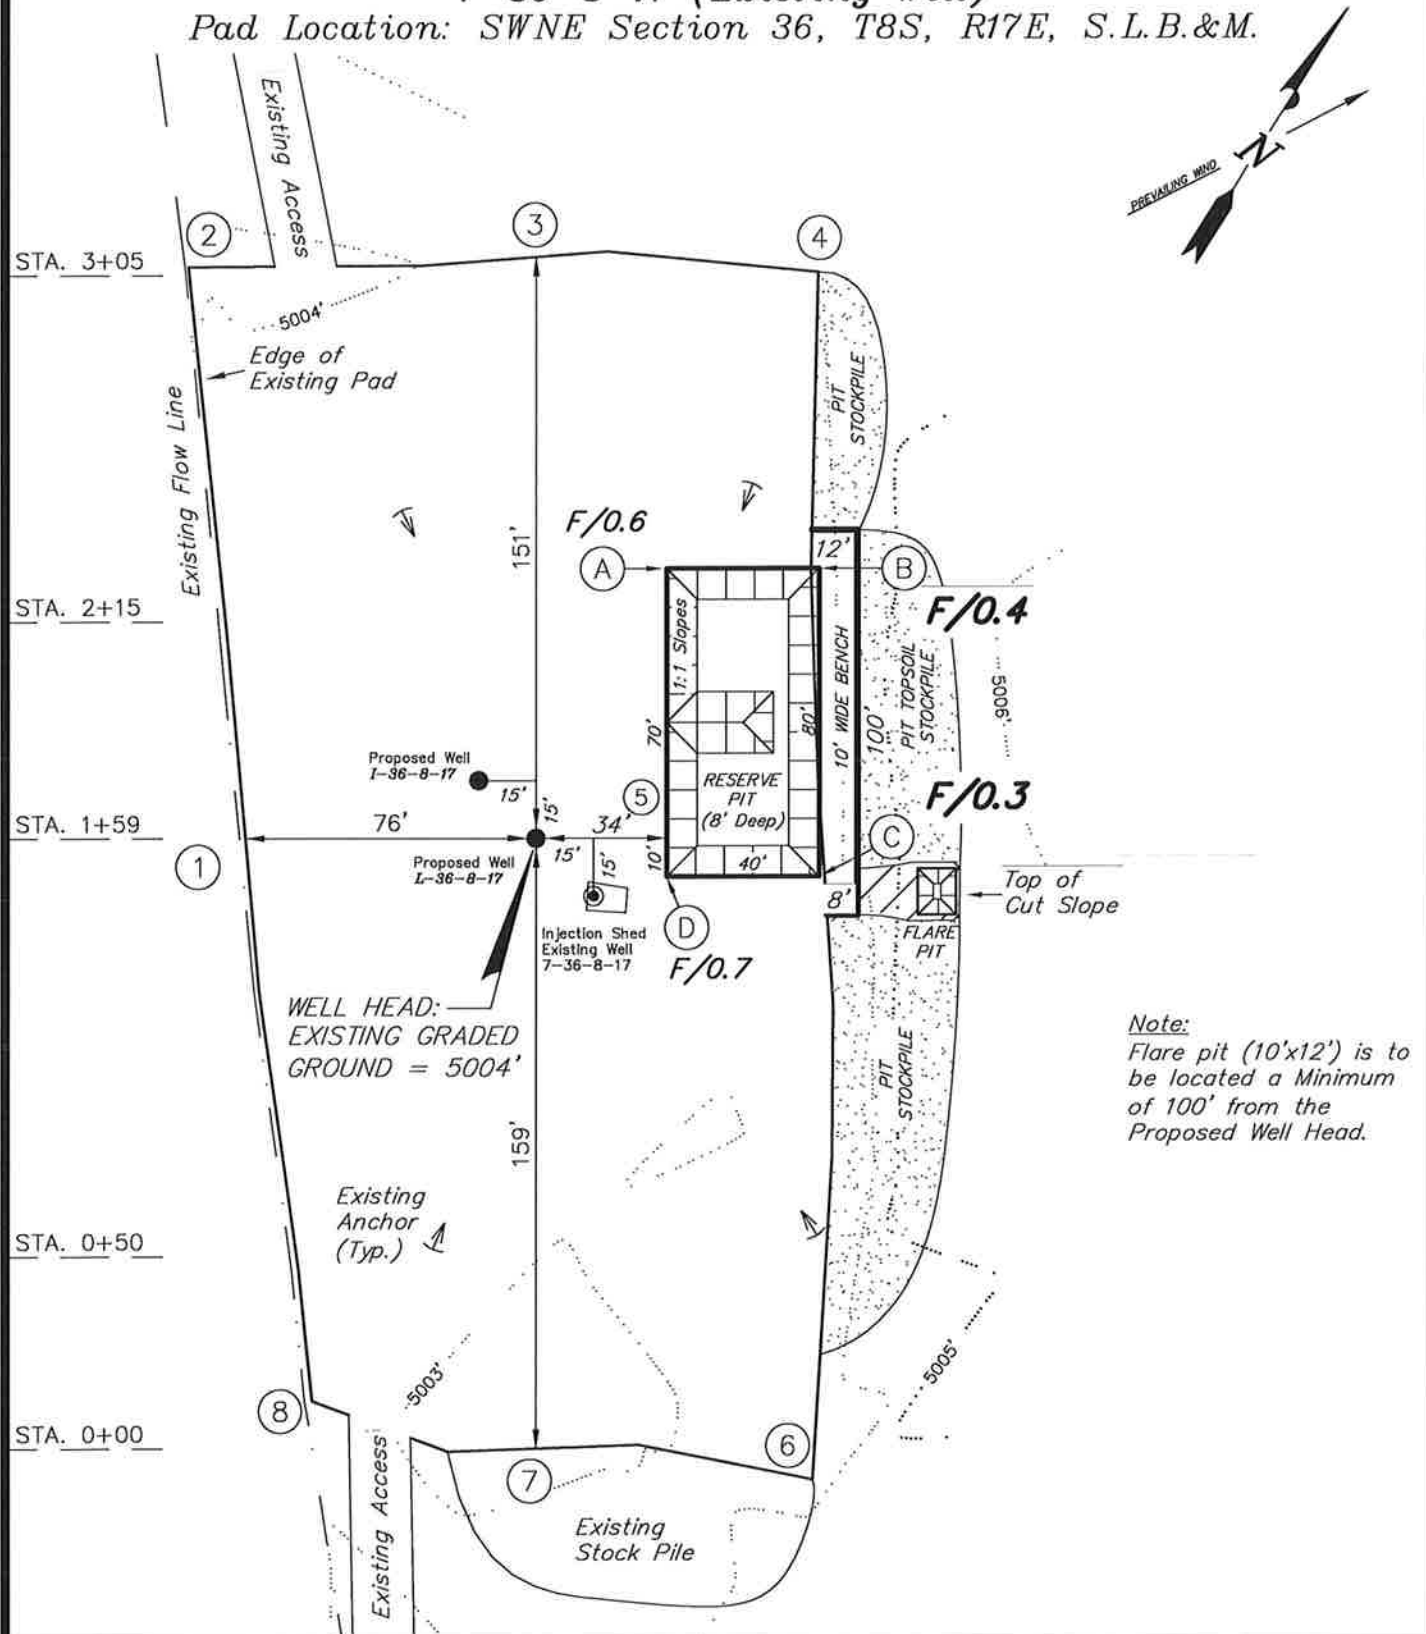 Pad Location: SWNE Section 36, T8S, R17E, S.L.B.&M.
Existing Access
PREVAILING WIND
N
2
3
4
STA. 3+05
5004'
Edge of
Existing Pad
Existing Flow Line
PIT
STOCKPILE
151'
F/0.6
12'
A
B
STA. 2+15
F/0.4
1:1 Slopes
10' WIDE BENCH
PIT TOPSOIL
STOCKPILE
5006'
70'
80'
100'
Proposed Well
I-36-8-17
15'
15'
5
RESERVE
PIT
(8' Deep)
F/0.3
STA. 1+59
76'
34'
C
1
Proposed Well
L-36-8-17
15'
15'
10'
40'
8'
Top of
Cut Slope
D
FLARE
PIT
Injection Shed
Existing Well
7-36-8-17
F/0.7
WELL HEAD:
EXISTING GRADED
GROUND = 5004'
Note:
Flare pit (10'x12') is to
be located a Minimum
of 100' from the
Proposed Well Head.
PIT
STOCKPILE
159'
Existing
Anchor
(Typ.)
STA. 0+50
5003'
5005'
8
STA. 0+00
6
7
Existing Access
Existing
Stock Pile